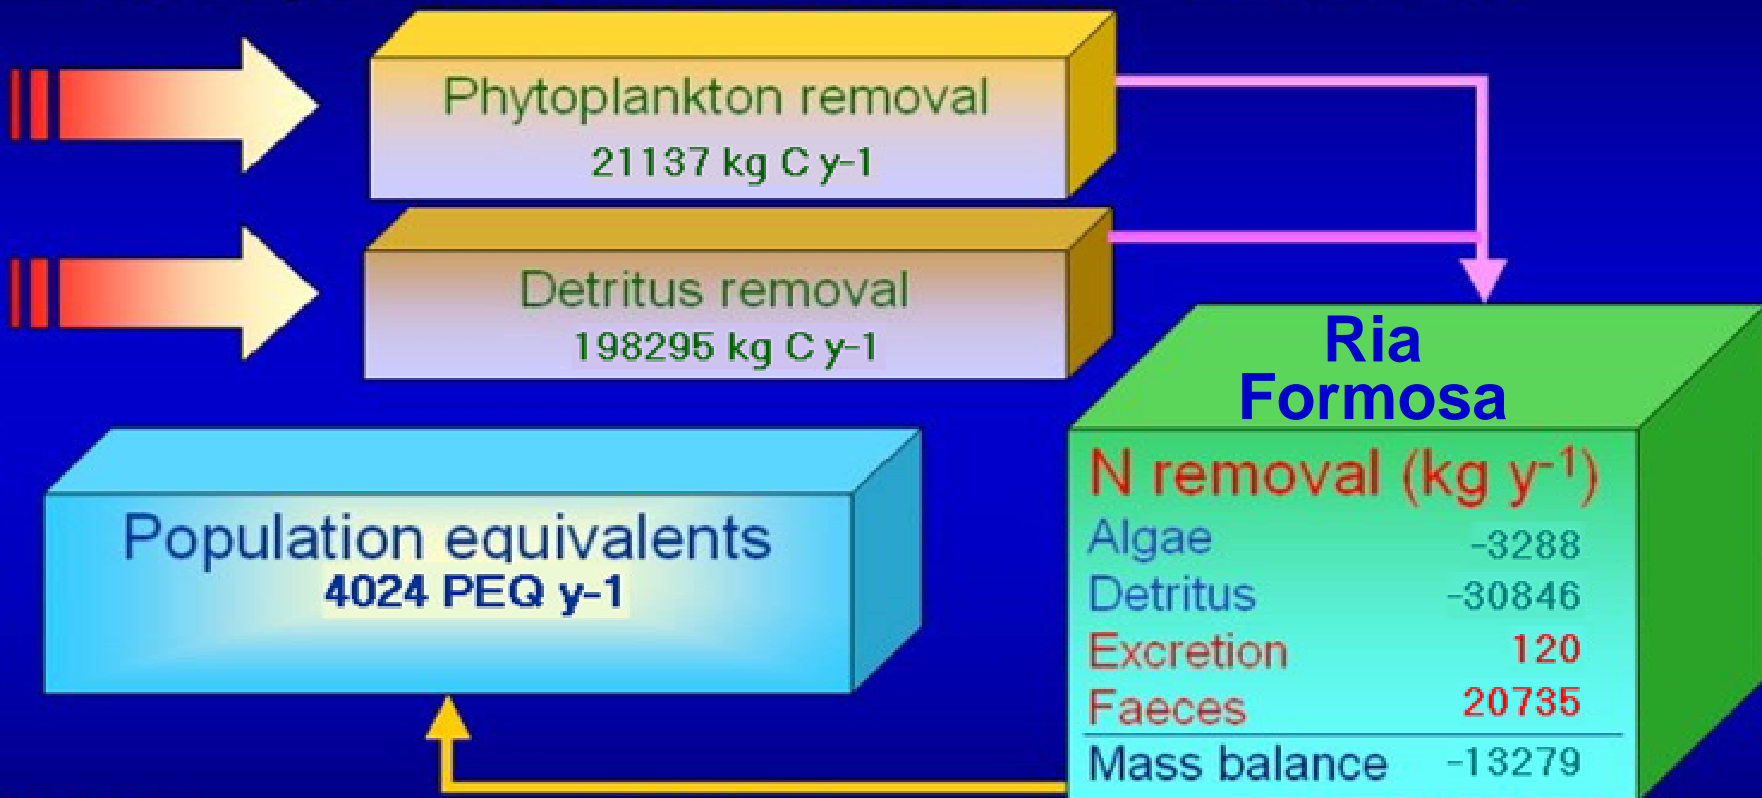 Phytoplankton removal
21137 kg C y-1
Detritus removal
198295 kg C y-1
Ria
Formosa
N removal (kg y⁻¹)
Algae -3288
Detritus -30846
Excretion 120
Faeces 20735
Mass balance -13279
Population equivalents
4024 PEQ y-1